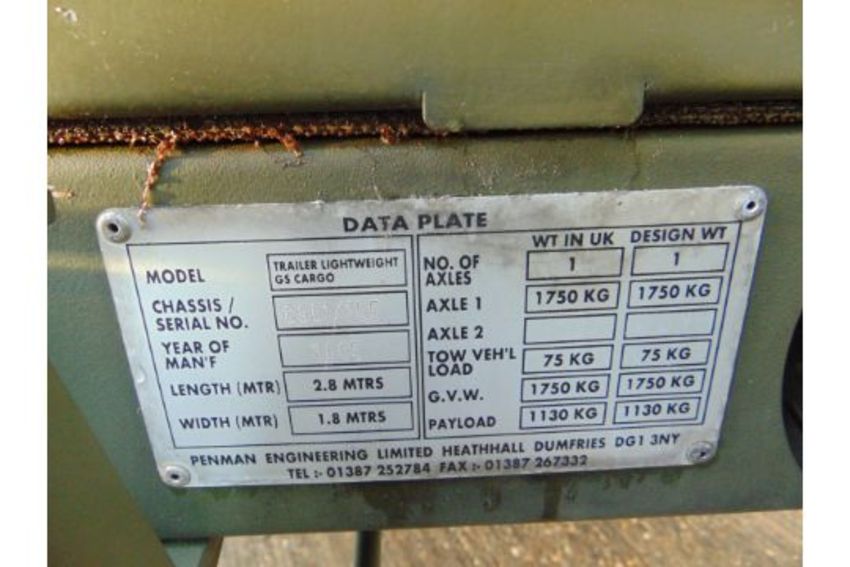 DATA PLATE
MODEL TRAILER LIGHTWEIGHT
GS CARGO
CHASSIS /
SERIAL NO.
YEAR OF
MAN'F
LENGTH (MTR) 2.8 MTRS
WIDTH (MTR) 1.8 MTRS
WT IN UK DESIGN WT
NO. OF
AXLES 1 1
AXLE 1 1750 KG 1750 KG
AXLE 2
TOW VEH'L
LOAD 75 KG 75 KG
G.V.W. 1750 KG 1750 KG
PAYLOAD 1130 KG 1130 KG
PENMAN ENGINEERING LIMITED HEATHHALL DUMFRIES DG1 3NY
TEL :- 01387 252784 FAX :- 01387 267332